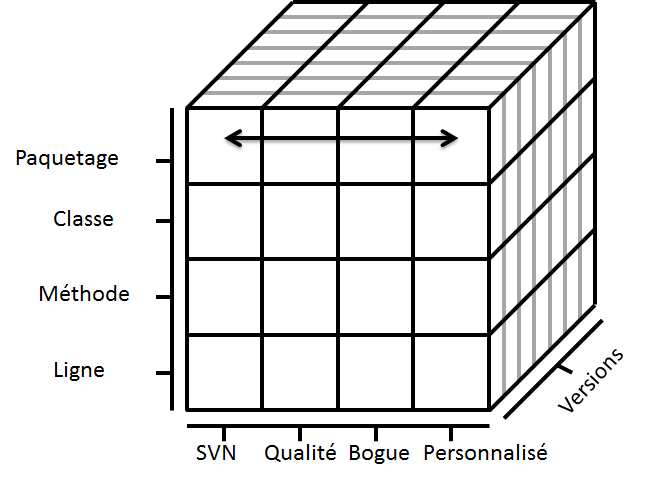 Paquetage
Classe
Méthode
Ligne
SVN Qualité Bogue Personnalisé
Versions